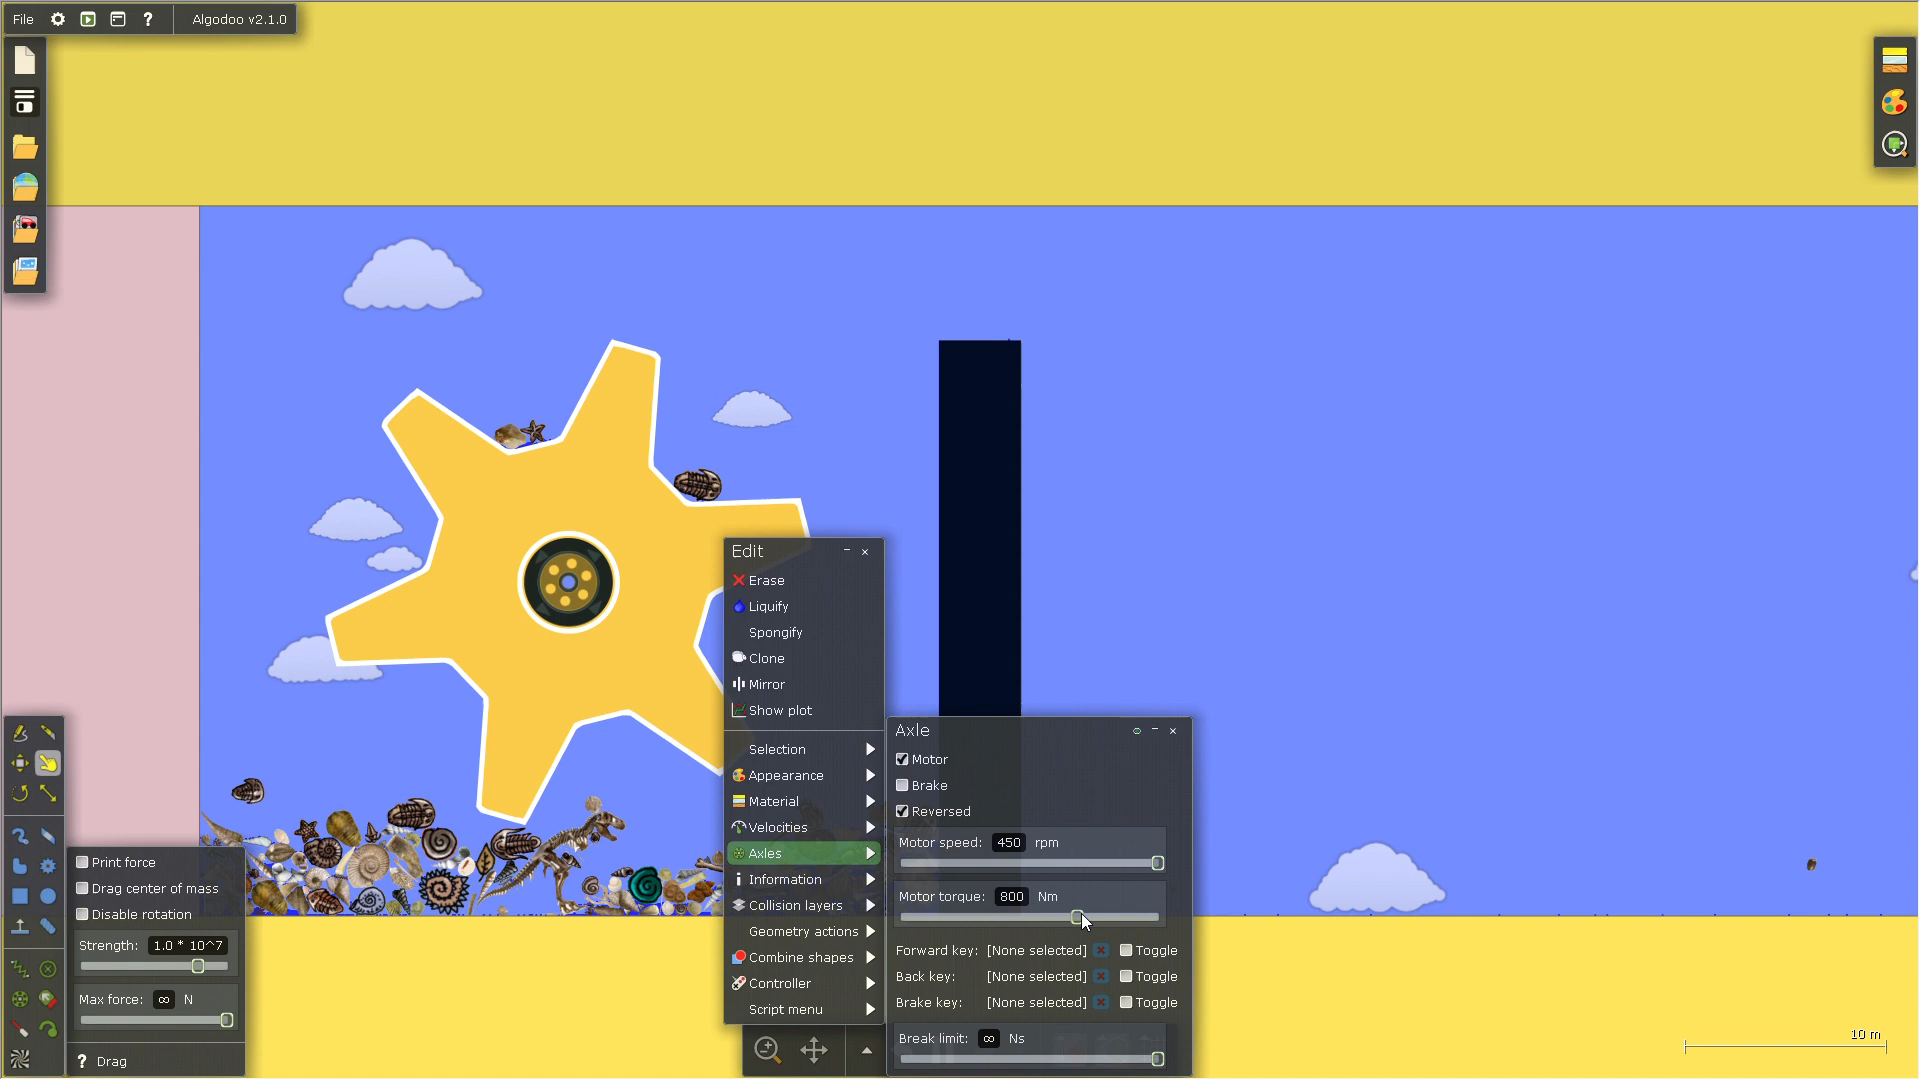 File ? Algodoo v2.1.0
Edit
Erase
Liquify
Spongify
Clone
Mirror
Show plot
Selection
Appearance
Material
Velocities
Axles
Information
Collision layers
Geometry actions
Combine shapes
Controller
Script menu
Axle
Motor
Brake
Reversed
Motor speed: 450 rpm
Motor torque: 800 Nm
Forward key: [None selected] Toggle
Back key: [None selected] Toggle
Brake key: [None selected] Toggle
Break limit: ∞ Ns
Print force
Drag center of mass
Disable rotation
Strength: 1.0 * 10^7
Max force: ∞ N
? Drag
10 m